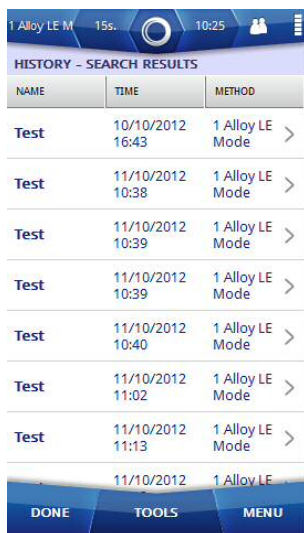 1 Alloy LE M 15s. 10:25
HISTORY – SEARCH RESULTS
NAME TIME METHOD
Test 10/10/2012 16:43 1 Alloy LE Mode
Test 11/10/2012 10:38 1 Alloy LE Mode
Test 11/10/2012 10:39 1 Alloy LE Mode
Test 11/10/2012 10:39 1 Alloy LE Mode
Test 11/10/2012 10:40 1 Alloy LE Mode
Test 11/10/2012 11:02 1 Alloy LE Mode
Test 11/10/2012 11:13 1 Alloy LE Mode
11/10/2012 1 Alloy LE
DONE TOOLS MENU